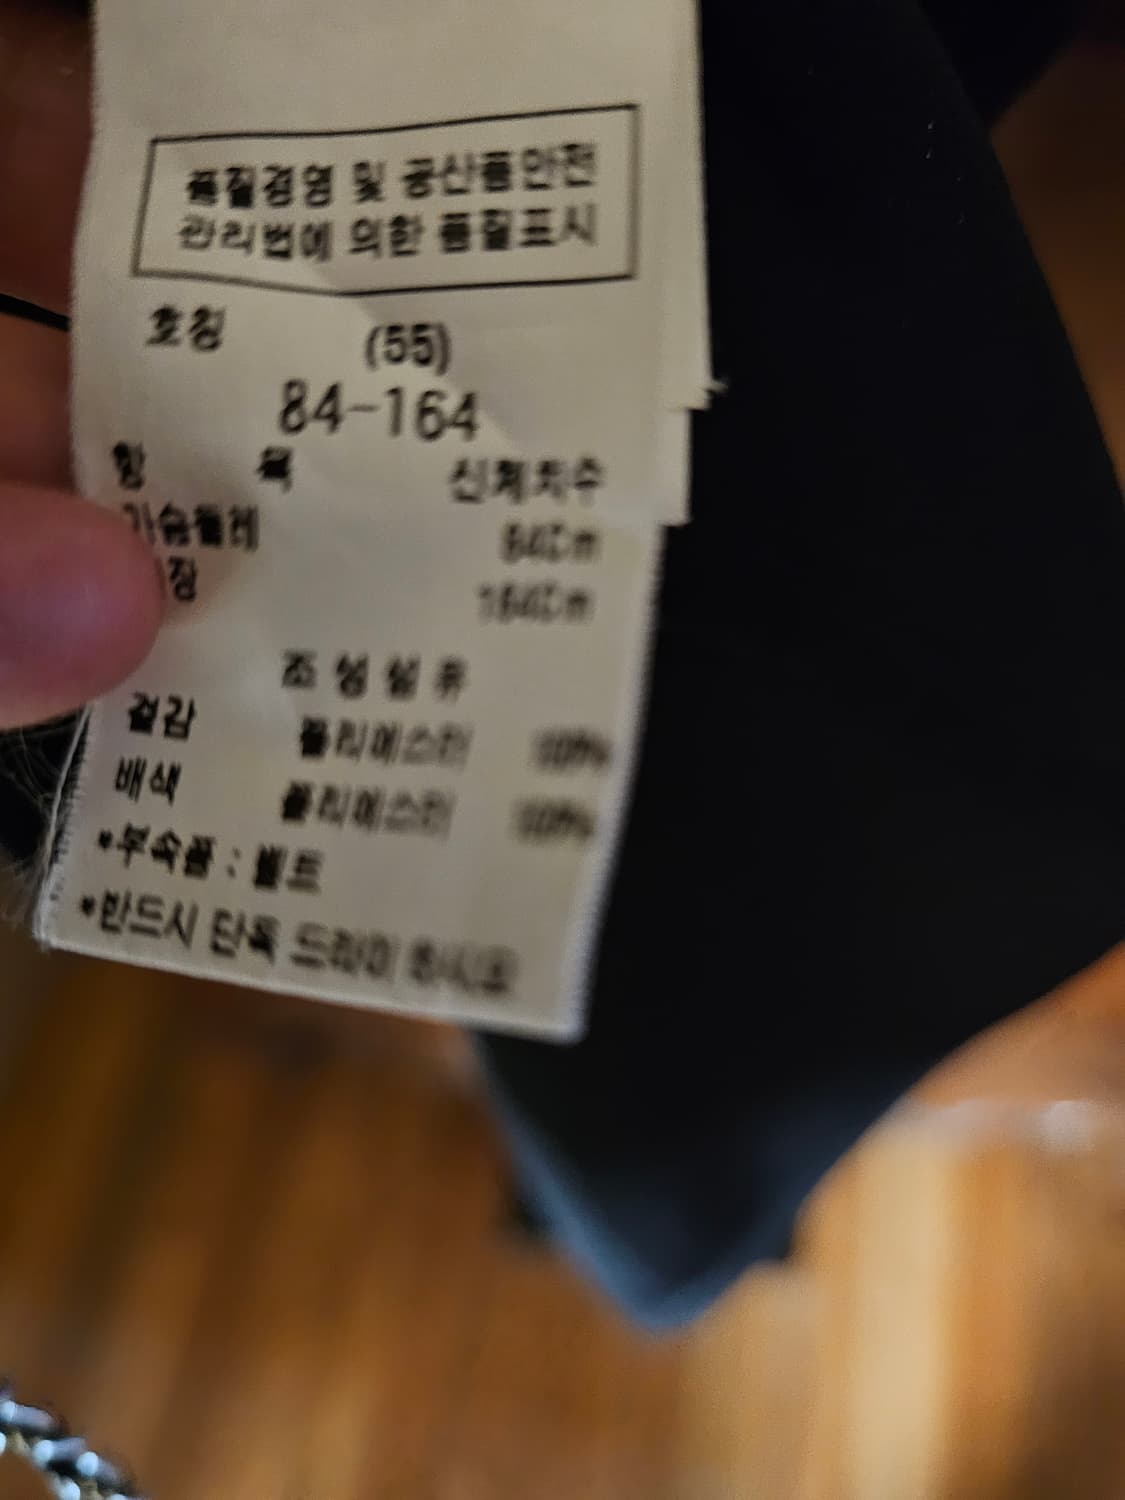 품질경영 및 공산품안전
관리법에 의한 품질표시
호칭 (55)
84-164
항 목 신체치수
가슴둘레 84Cm
장 164Cm
조성섬유
겉감 폴리에스터 100%
배색 폴리에스터 100%
*부속품 : 벨트
*반드시 단독 드라이 하시오